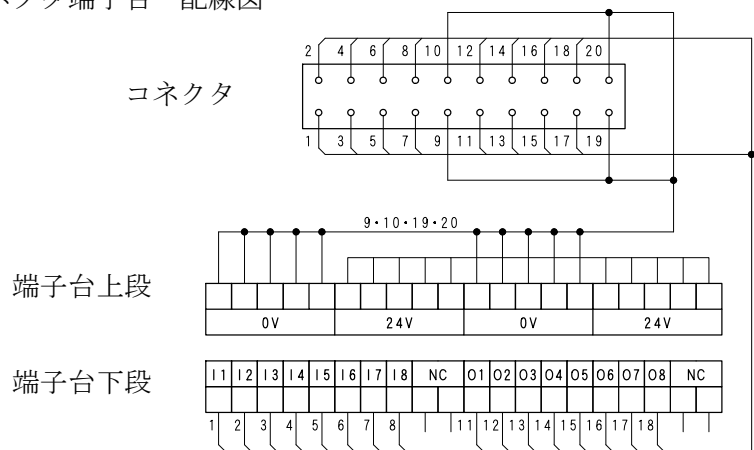 クタ端子台 配線図
2 4 6 8 10 12 14 16 18 20
コネクタ
1 3 5 7 9 11 13 15 17 19
9・10・19・20
端子台上段
0V 24V 0V 24V
端子台下段
I1 I2 I3 I4 I5 I6 I7 I8 NC O1 O2 O3 O4 O5 O6 O7 O8 NC
1 2 3 4 5 6 7 8 11 12 13 14 15 16 17 18